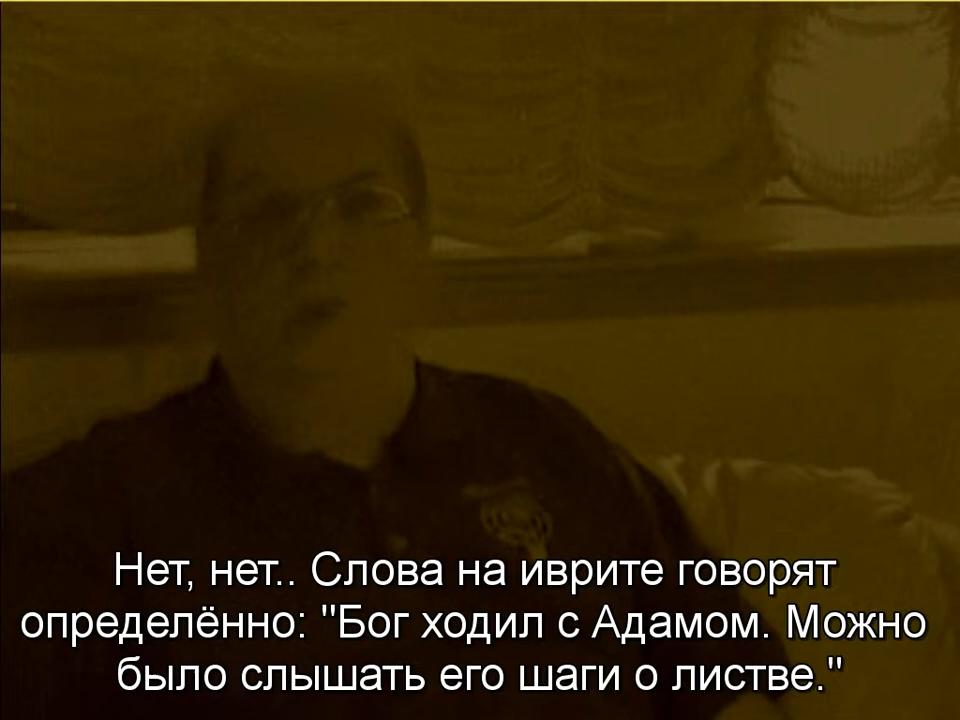 Нет, нет.. Слова на иврите говорят
определённо: "Бог ходил с Адамом. Можно
было слышать его шаги о листве."